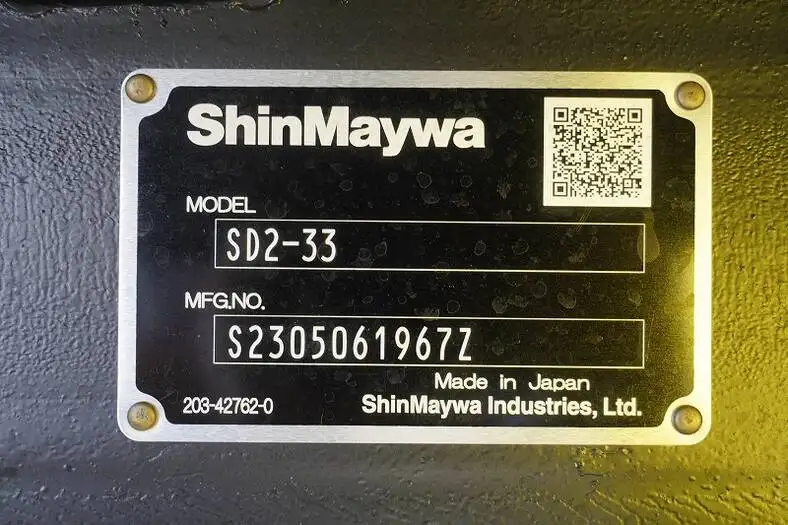 ShinMaywa
MODEL
SD2-33
MFG.NO.
S2305061967Z
Made in Japan
203-42762-0
ShinMaywa Industries, Ltd.